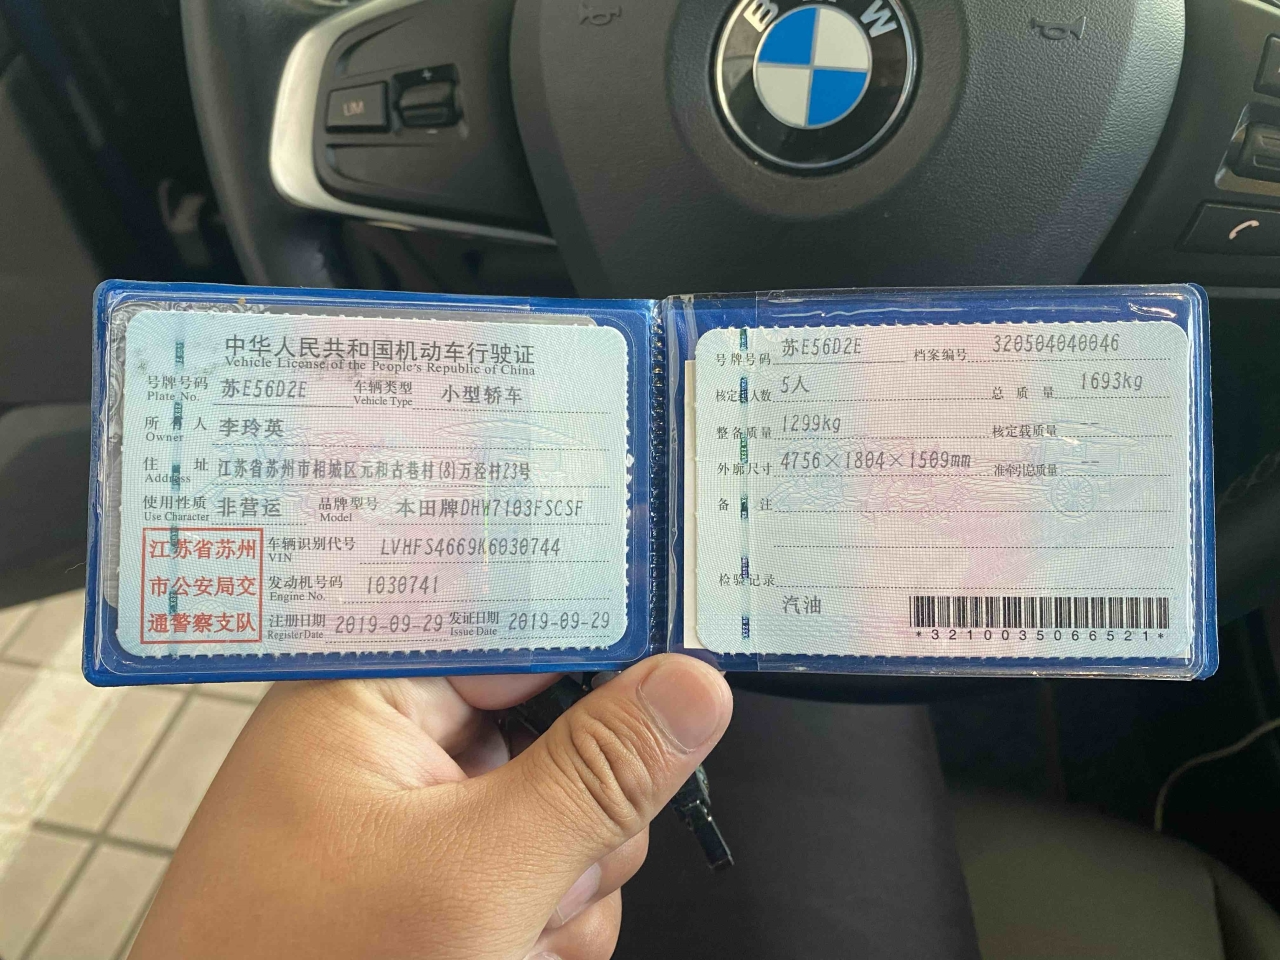 BMW
LIM
+
中华人民共和国机动车行驶证
Vehicle License of the People's Republic of China
号牌号码 Plate No. 苏E56D2E 车辆类型 Vehicle Type 小型轿车
所有人 Owner 李玲英
住址 Address 江苏省苏州市相城区元和古巷村(8)万泾村23号
使用性质 Use Character 非营运 品牌型号 Model 本田牌DHW7103FSCSF
江苏省苏州
市公安局交
通警察支队
车辆识别代号 VIN LVHFS4669K6030744
发动机号码 Engine No. 1030741
注册日期 Register Date 2019-09-29 发证日期 Issue Date 2019-09-29
号牌号码 苏E56D2E 档案编号 320504040046
核定载人数 5人 总质量 1693kg
整备质量 1299kg 核定载质量 --
外廓尺寸 4756×1804×1509mm 准牵引总质量 --
备注
检验记录
汽油
*3210035066521*